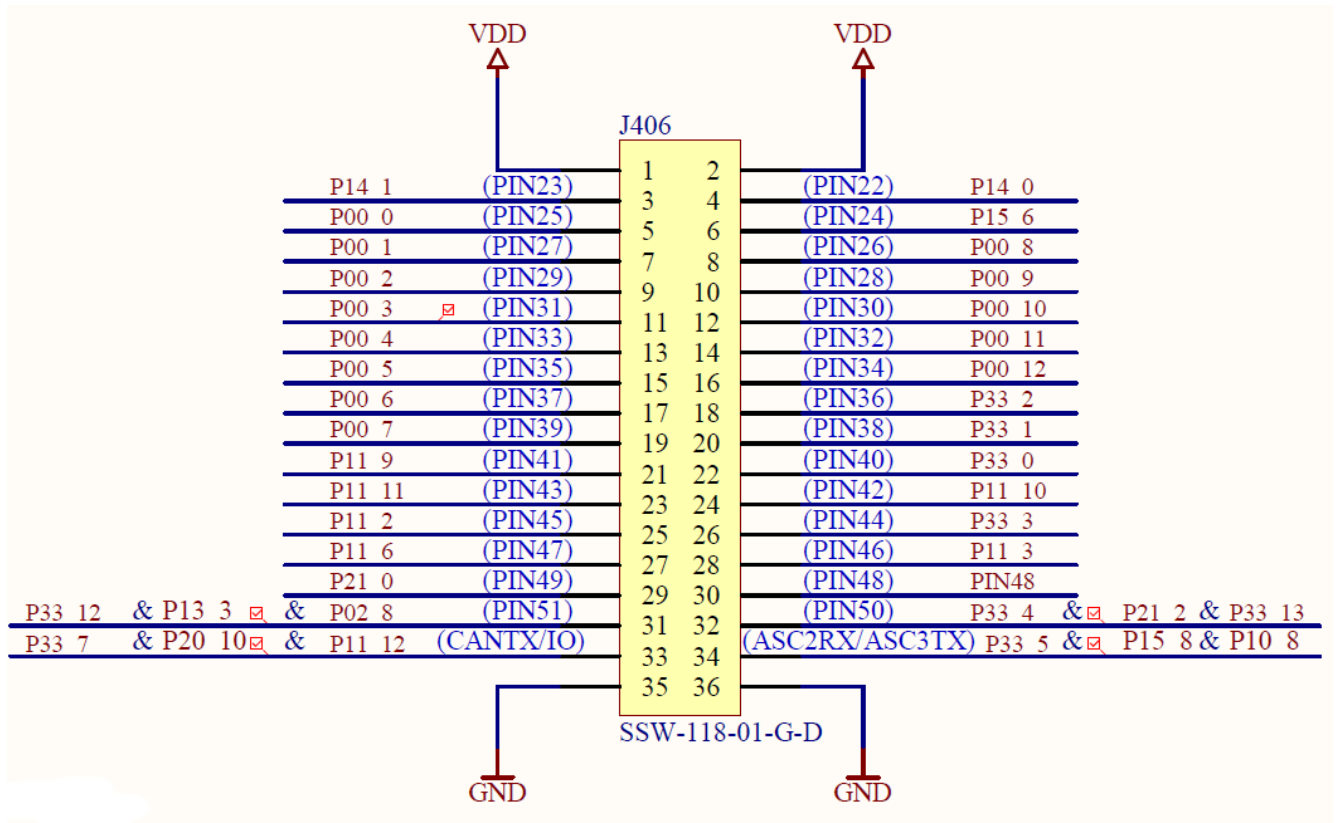 VDD VDD
J406
1 2
P14 1 (PIN23) 3 4 (PIN22) P14 0
P00 0 (PIN25) 5 6 (PIN24) P15 6
P00 1 (PIN27) 7 8 (PIN26) P00 8
P00 2 (PIN29) 9 10 (PIN28) P00 9
P00 3 (PIN31) 11 12 (PIN30) P00 10
P00 4 (PIN33) 13 14 (PIN32) P00 11
P00 5 (PIN35) 15 16 (PIN34) P00 12
P00 6 (PIN37) 17 18 (PIN36) P33 2
P00 7 (PIN39) 19 20 (PIN38) P33 1
P11 9 (PIN41) 21 22 (PIN40) P33 0
P11 11 (PIN43) 23 24 (PIN42) P11 10
P11 2 (PIN45) 25 26 (PIN44) P33 3
P11 6 (PIN47) 27 28 (PIN46) P11 3
P21 0 (PIN49) 29 30 (PIN48) PIN48
P33 12 & P13 3 & P02 8 (PIN51) 31 32 (PIN50) P33 4 & P21 2 & P33 13
P33 7 & P20 10 & P11 12 (CANTX/IO) 33 34 (ASC2RX/ASC3TX) P33 5 & P15 8 & P10 8
35 36
SSW-118-01-G-D
GND GND